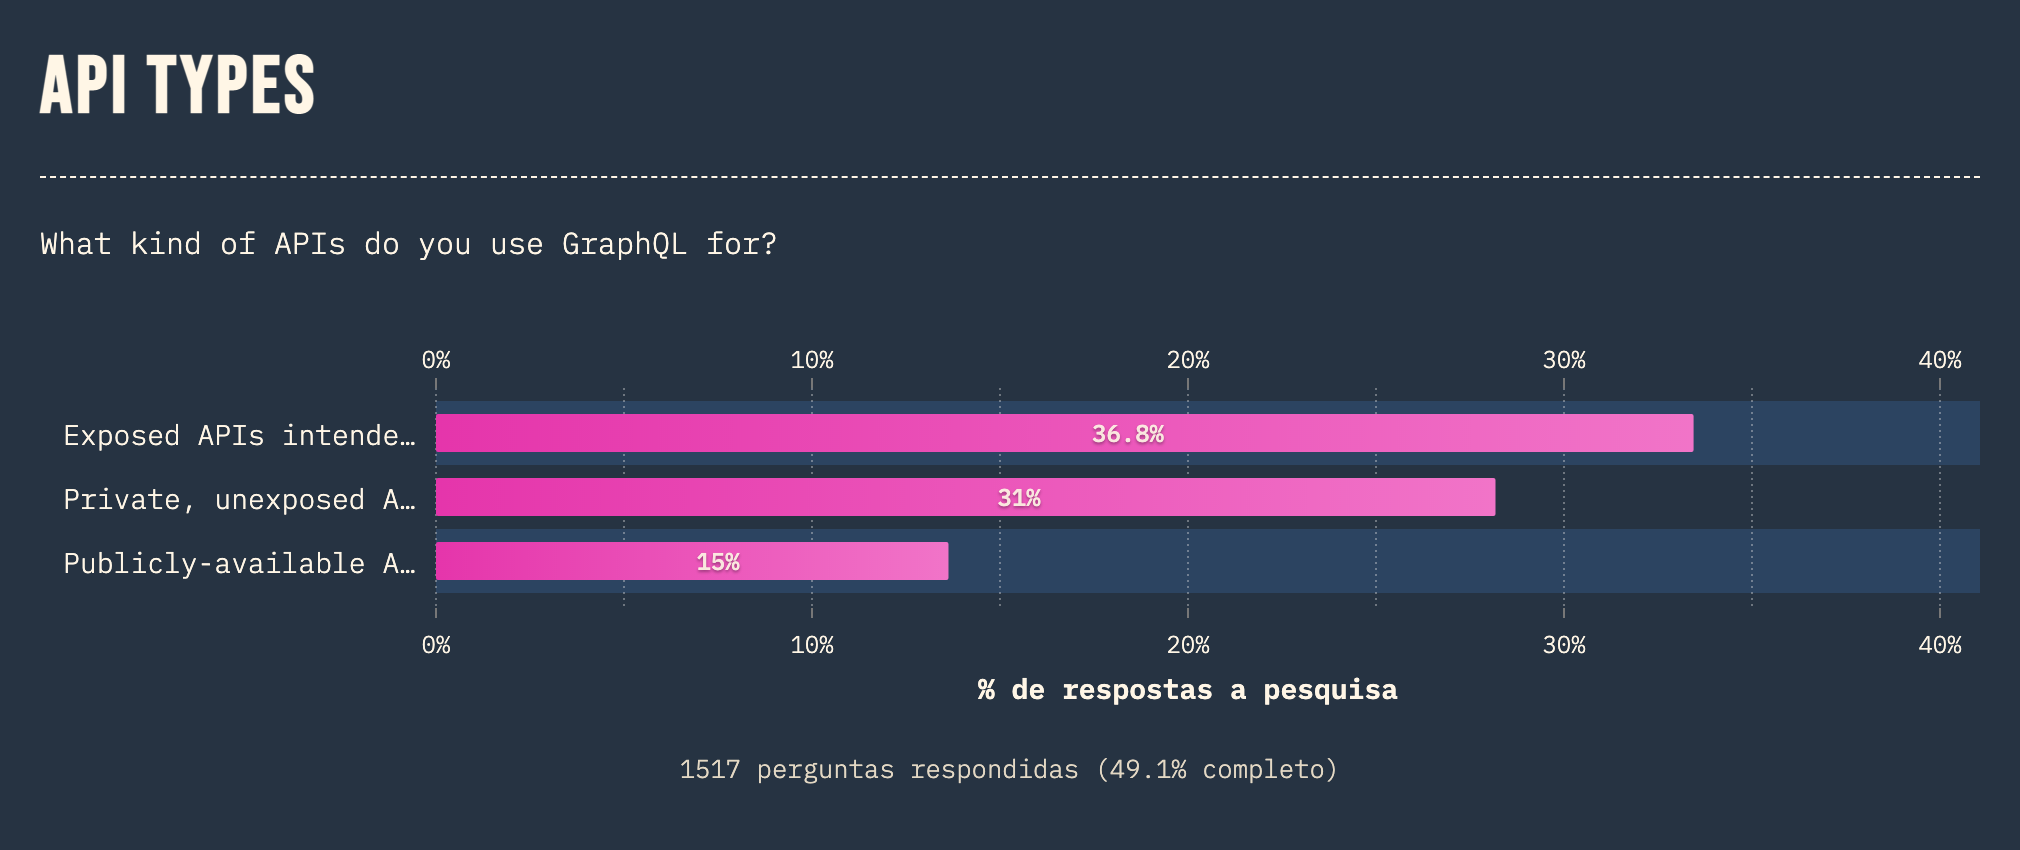 API TYPES
What kind of APIs do you use GraphQL for?
0% 10% 20% 30% 40%
Exposed APIs intende… 36.8%
Private, unexposed A… 31%
Publicly-available A… 15%
0% 10% 20% 30% 40%
% de respostas a pesquisa
1517 perguntas respondidas (49.1% completo)